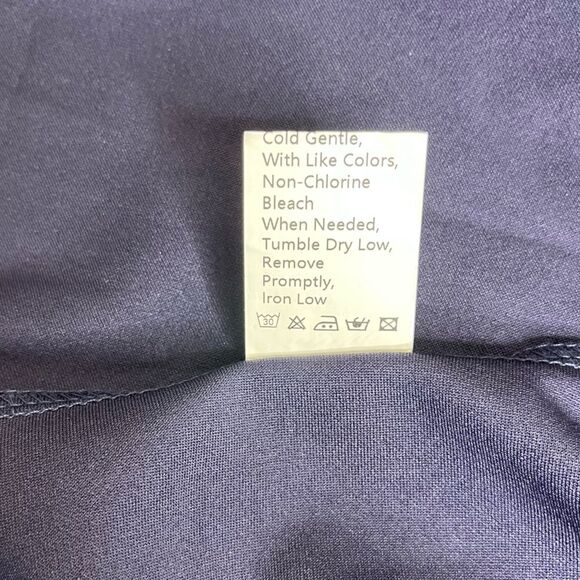 Cold Gentle,
With Like Colors,
Non-Chlorine
Bleach
When Needed,
Tumble Dry Low,
Remove
Promptly,
Iron Low
30